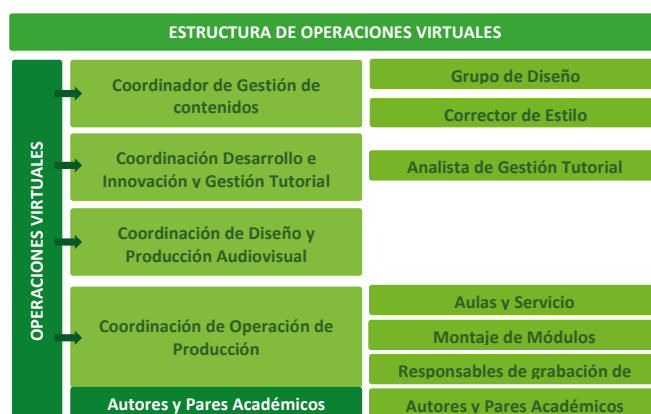 ESTRUCTURA DE OPERACIONES VIRTUALES
OPERACIONES VIRTUALES
Coordinador de Gestión de
contenidos
Grupo de Diseño
Corrector de Estilo
Coordinación Desarrollo e
Innovación y Gestión Tutorial
Analista de Gestión Tutorial
Coordinación de Diseño y
Producción Audiovisual
Coordinación de Operación de
Producción
Aulas y Servicio
Montaje de Módulos
Responsables de grabación de
Autores y Pares Académicos
Autores y Pares Académicos